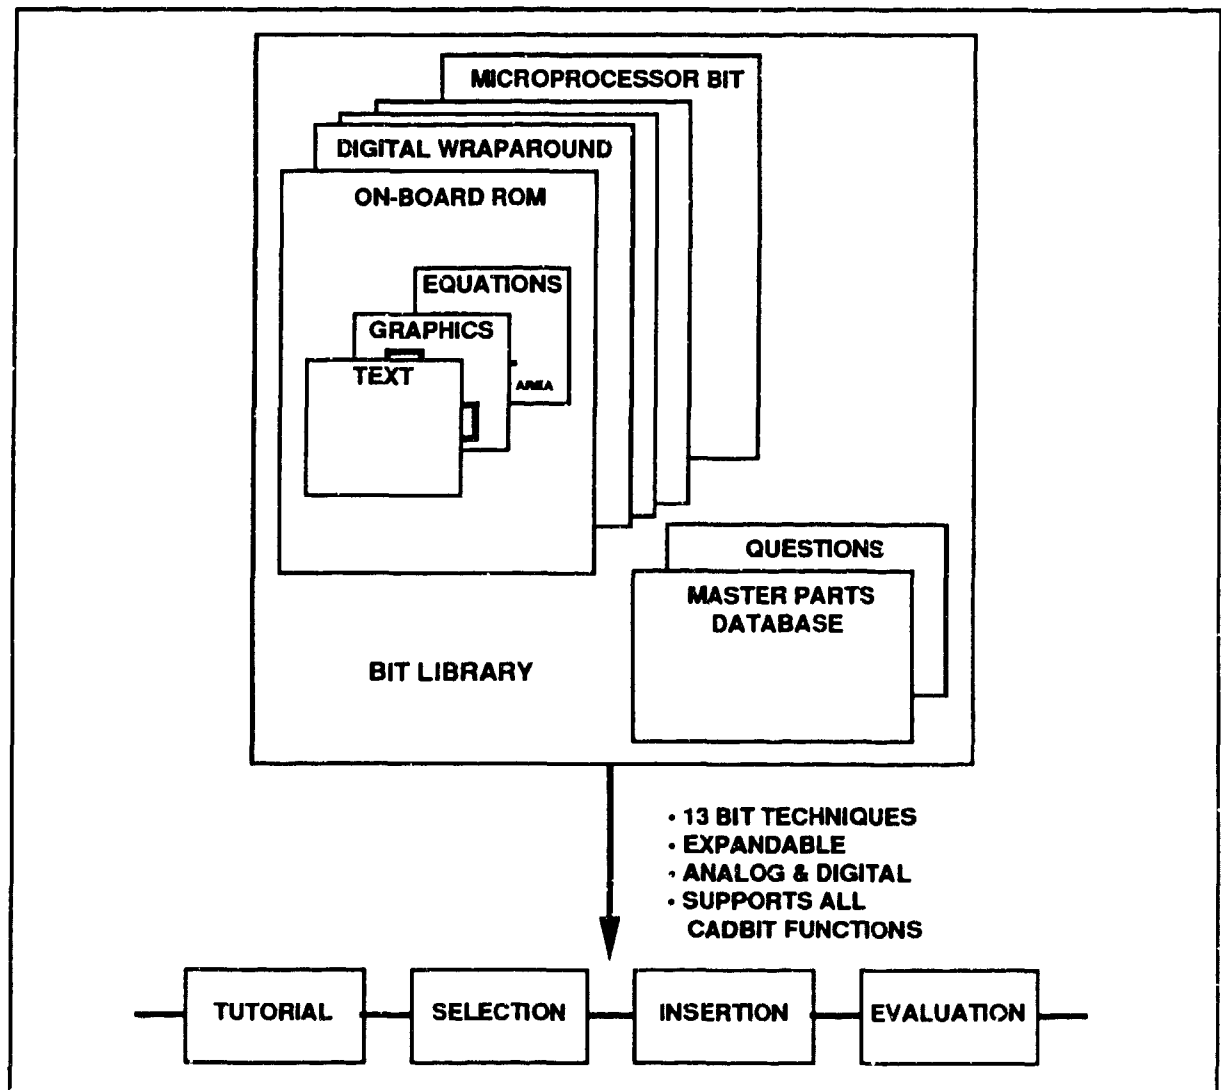 MICROPROCESSOR BIT
DIGITAL WRAPAROUND
ON-BOARD ROM
EQUATIONS
GRAPHICS
TEXT
AREA
QUESTIONS
MASTER PARTS
DATABASE
BIT LIBRARY
• 13 BIT TECHNIQUES
• EXPANDABLE
• ANALOG & DIGITAL
• SUPPORTS ALL
CADBIT FUNCTIONS
TUTORIAL
SELECTION
INSERTION
EVALUATION